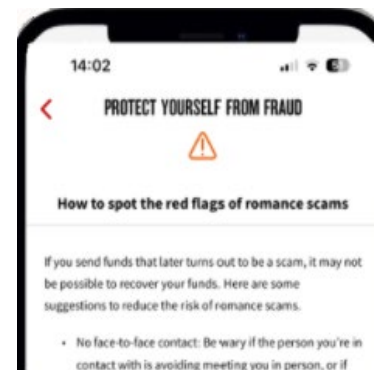 14:02
PROTECT YOURSELF FROM FRAUD
How to spot the red flags of romance scams
If you send funds that later turns out to be a scam, it may not
be possible to recover your funds. Here are some
suggestions to reduce the risk of romance scams.
• No face-to-face contact: Be wary if the person you're in
contact with is avoiding meeting you in person, or if